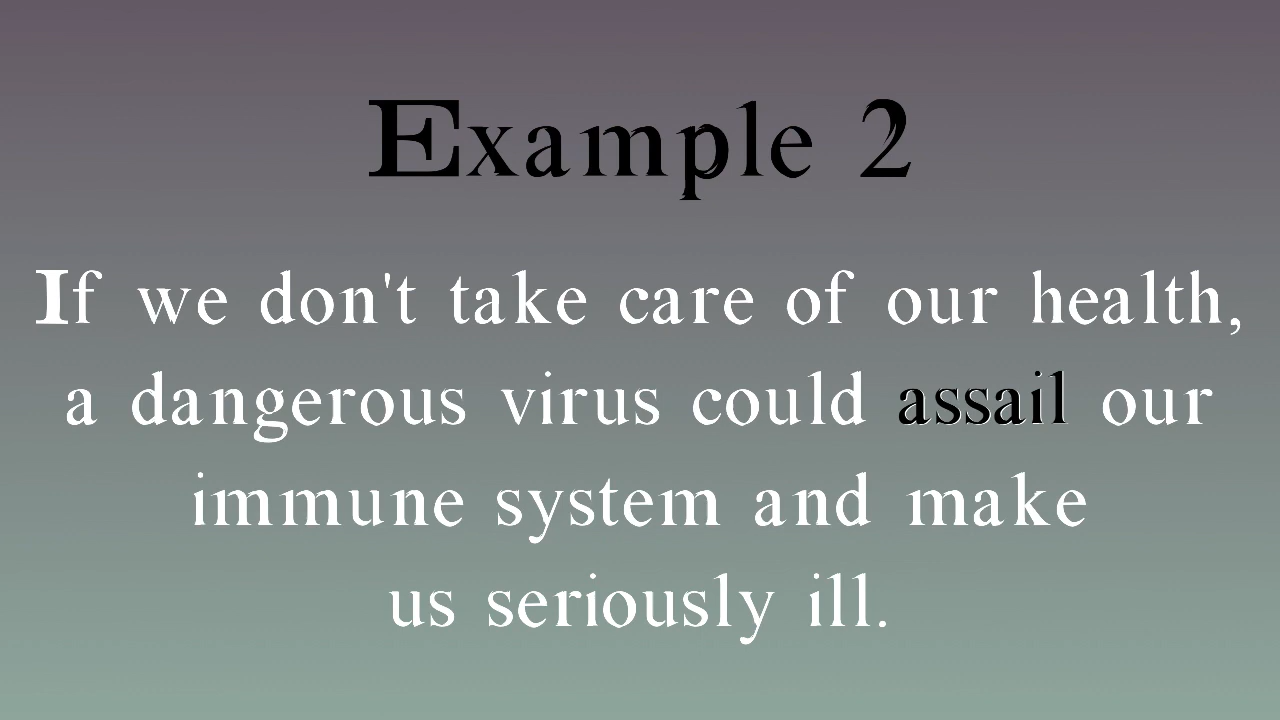 Example 2
If we don't take care of our health,
a dangerous virus could assail our
immune system and make
us seriously ill.